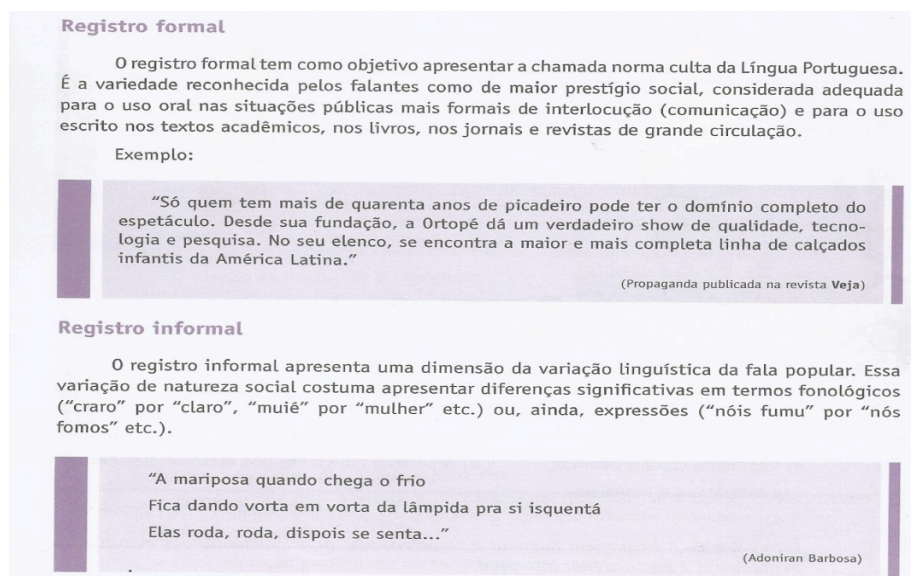 Registro formal
O registro formal tem como objetivo apresentar a chamada norma culta da Língua Portuguesa.
É a variedade reconhecida pelos falantes como de maior prestígio social, considerada adequada
para o uso oral nas situações públicas mais formais de interlocução (comunicação) e para o uso
escrito nos textos acadêmicos, nos livros, nos jornais e revistas de grande circulação.
Exemplo:
“Só quem tem mais de quarenta anos de picadeiro pode ter o domínio completo do
espetáculo. Desde sua fundação, a Ortopé dá um verdadeiro show de qualidade, tecno-
logia e pesquisa. No seu elenco, se encontra a maior e mais completa linha de calçados
infantis da América Latina.”
(Propaganda publicada na revista Veja)
Registro informal
O registro informal apresenta uma dimensão da variação linguística da fala popular. Essa
variação de natureza social costuma apresentar diferenças significativas em termos fonológicos
(“craro” por “claro”, “muié” por “mulher” etc.) ou, ainda, expressões (“nóis fumu” por “nós
fomos” etc.).
“A mariposa quando chega o frio
Fica dando vorta em vorta da lâmpida pra si isquentá
Elas roda, roda, dispois se senta...”
(Adoniran Barbosa)